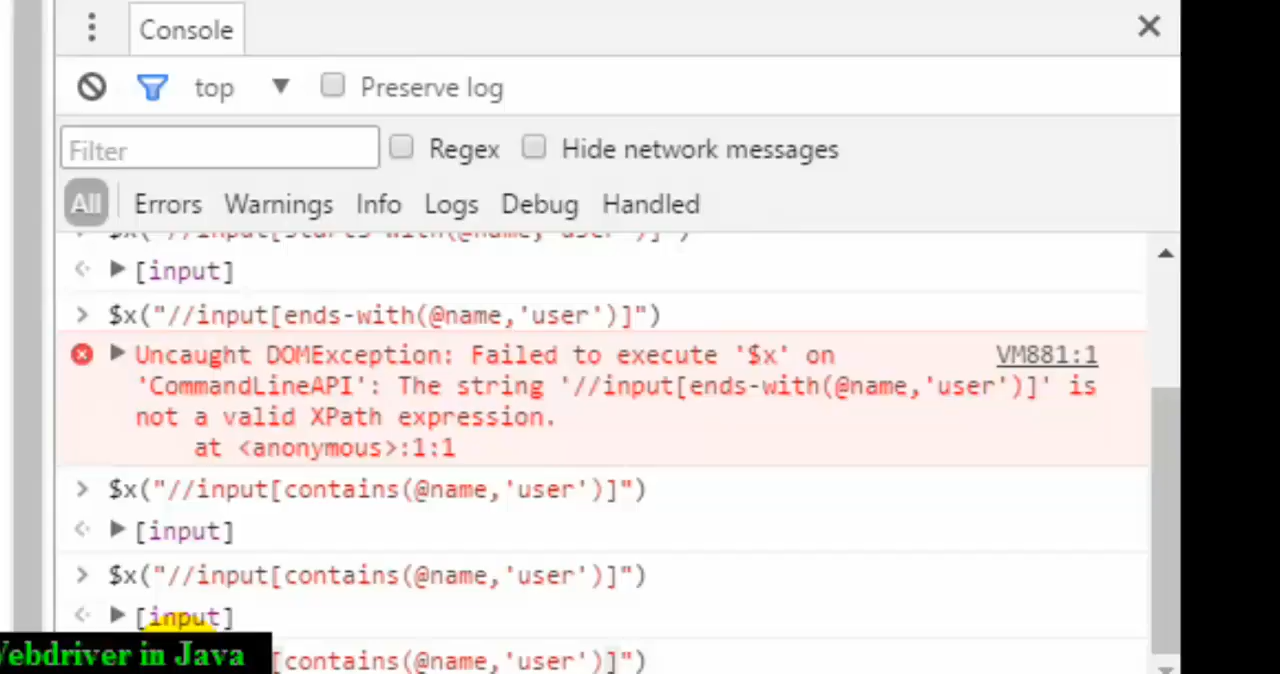 Console
top
Preserve log
Filter
Regex
Hide network messages
All
Errors
Warnings
Info
Logs
Debug
Handled
[input]
$x("//input[ends-with(@name,'user')]")
Uncaught DOMException: Failed to execute '$x' on
VM881:1
'CommandLineAPI': The string '//input[ends-with(@name,'user')]' is
not a valid XPath expression.
at <anonymous>:1:1
$x("//input[contains(@name,'user')]")
[input]
$x("//input[contains(@name,'user')]")
[input]
[contains(@name,'user')]")
ebdriver in Java